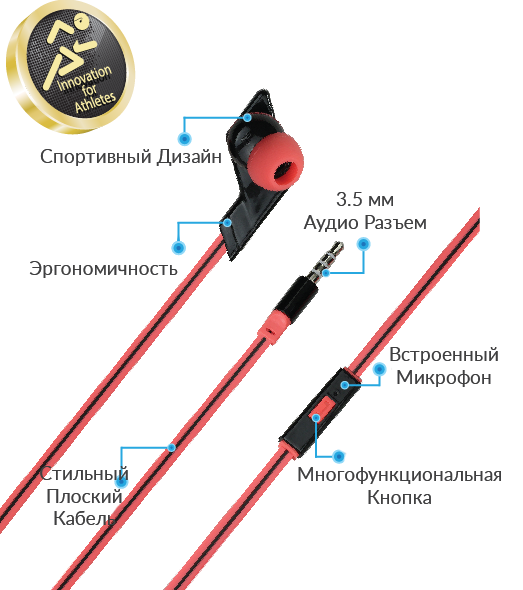 Innovation
for
Athletes
Спортивный Дизайн
3.5 мм
Аудио Разъем
Эргономичность
Встроенный
Микрофон
Стильный
Плоский
Кабель
Многофункциональная
Кнопка